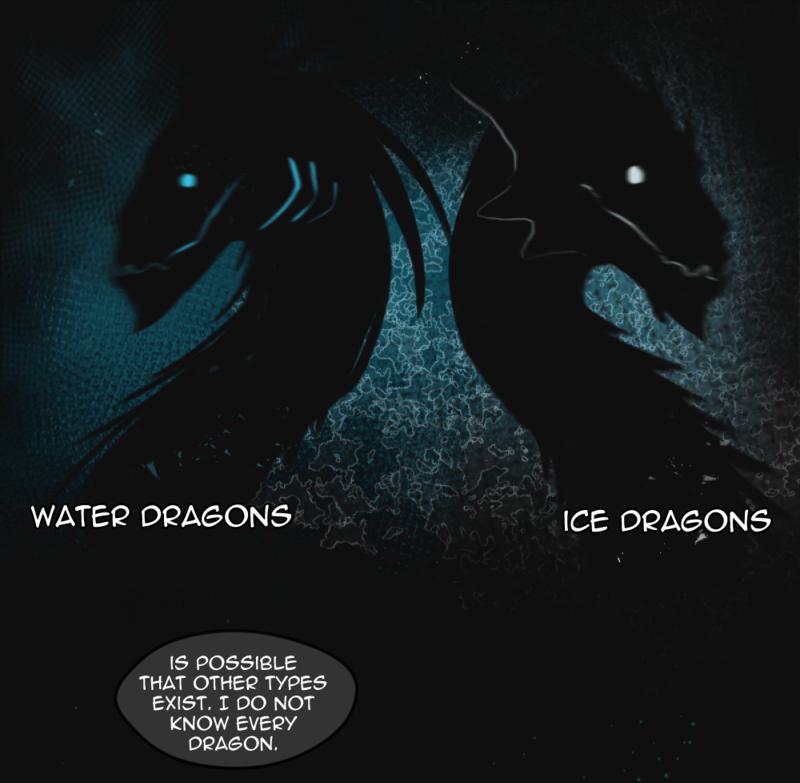 WATER DRAGONS
ICE DRAGONS
IS POSSIBLE
THAT OTHER TYPES
EXIST. I DO NOT
KNOW EVERY
DRAGON.